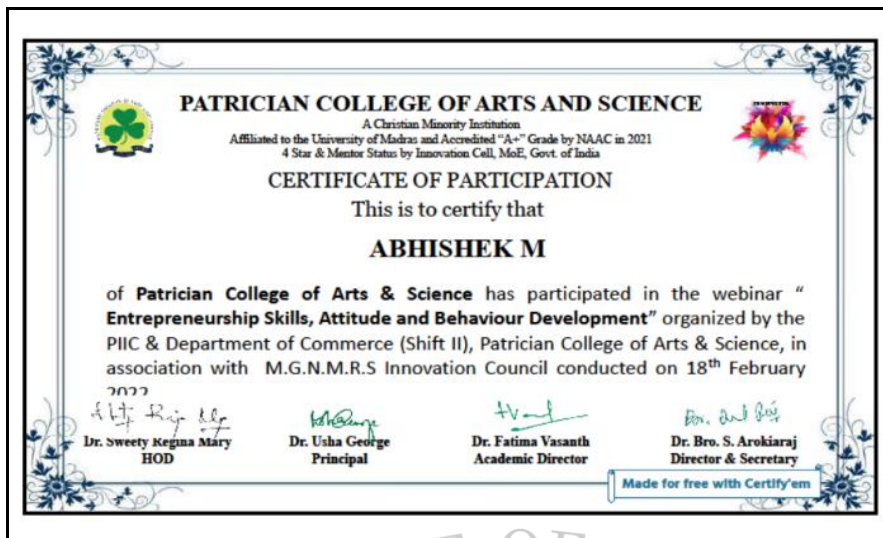 PATRICIAN COLLEGE OF ARTS AND SCIENCE
A Christian Minority Institution
Affiliated to the University of Madras and Accredited “A+” Grade by NAAC in 2021
4 Star & Mentor Status by Innovation Cell, MoE, Govt. of India
CERTIFICATE OF PARTICIPATION
This is to certify that
ABHISHEK M
of Patrician College of Arts & Science has participated in the webinar “
Entrepreneurship Skills, Attitude and Behaviour Development” organized by the
PIIC & Department of Commerce (Shift II), Patrician College of Arts & Science, in
association with M.G.N.M.R.S Innovation Council conducted on 18th February
2022
Dr. Sweety Regina Mary
HOD
Dr. Usha George
Principal
Dr. Fatima Vasanth
Academic Director
Dr. Bro. S. Arokiaraj
Director & Secretary
Made for free with Certify'em
OF